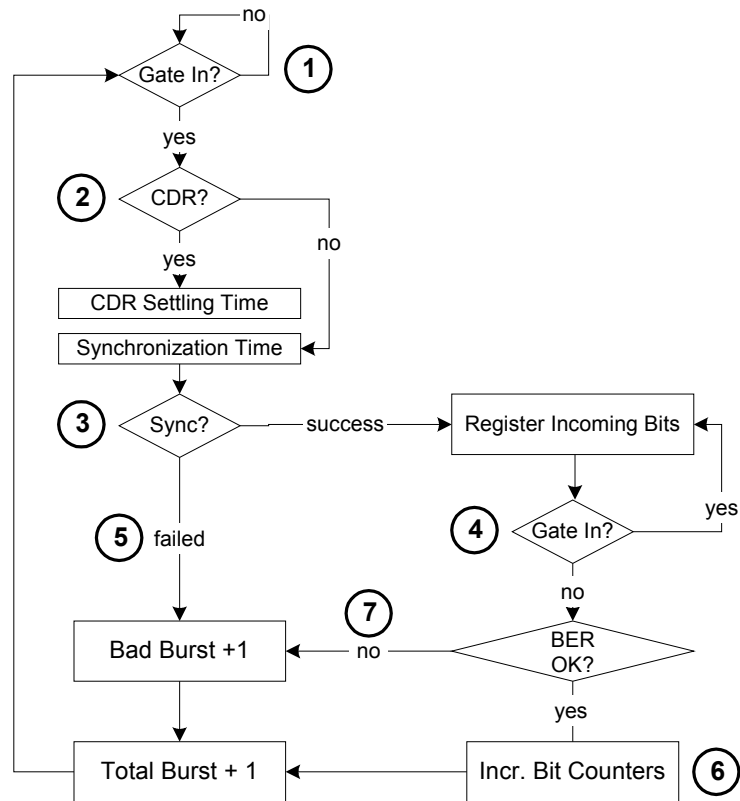 no
Gate In?
1
yes
2
CDR?
no
yes
CDR Settling Time
Synchronization Time
3
Sync?
success
Register Incoming Bits
5
failed
4
Gate In?
yes
no
7
Bad Burst +1
no
BER
OK?
yes
Total Burst + 1
Incr. Bit Counters
6